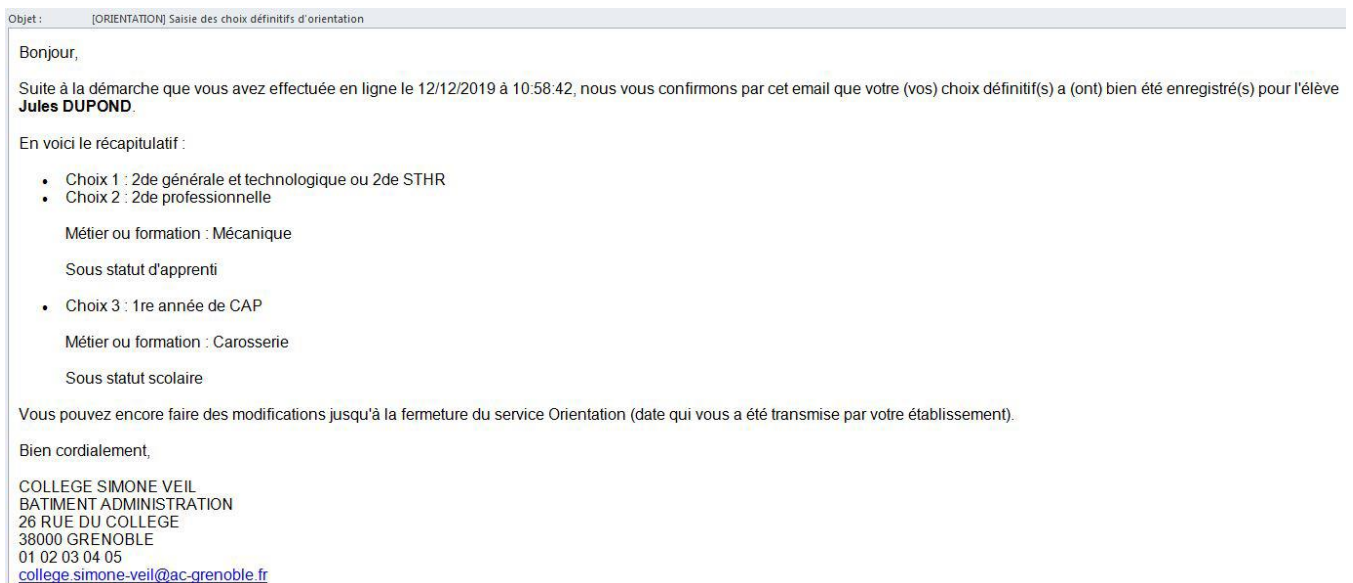 Objet : [ORIENTATION] Saisie des choix définitifs d'orientation
Bonjour,
Suite à la démarche que vous avez effectuée en ligne le 12/12/2019 à 10:58:42, nous vous confirmons par cet email que votre (vos) choix définitif(s) a (ont) bien été enregistré(s) pour l'élève
Jules DUPOND.
En voici le récapitulatif :
• Choix 1 : 2de générale et technologique ou 2de STHR
• Choix 2 : 2de professionnelle
Métier ou formation : Mécanique
Sous statut d'apprenti
• Choix 3 : 1re année de CAP
Métier ou formation : Carosserie
Sous statut scolaire
Vous pouvez encore faire des modifications jusqu'à la fermeture du service Orientation (date qui vous a été transmise par votre établissement).
Bien cordialement,
COLLEGE SIMONE VEIL
BATIMENT ADMINISTRATION
26 RUE DU COLLEGE
38000 GRENOBLE
01 02 03 04 05
college.simone-veil@ac-grenoble.fr